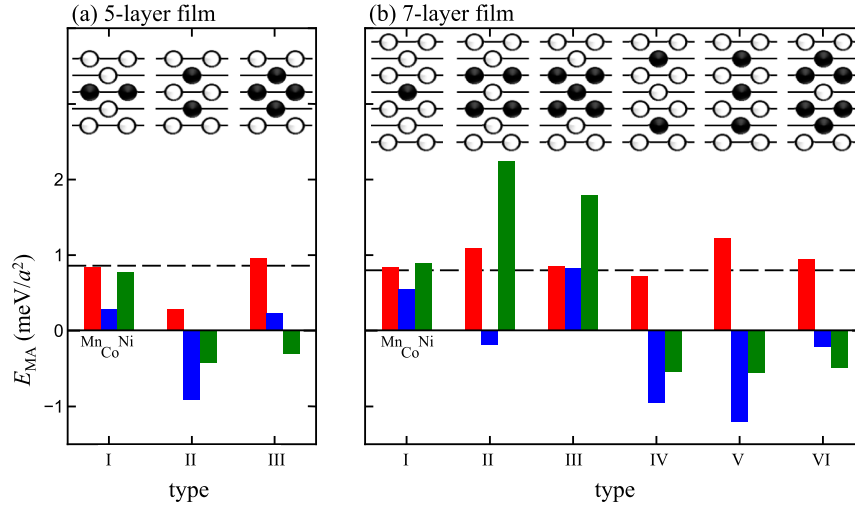 (a) 5-layer film
(b) 7-layer film
E_MA (meV/a²)
2
1
0
−1
Mn Co Ni
Mn Co Ni
I II III
I II III IV V VI
type
type